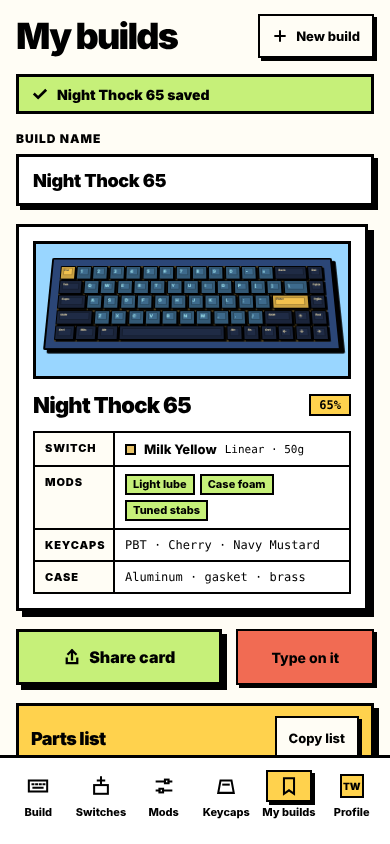 My builds
New build
Night Thock 65 saved
BUILD NAME
Night Thock 65
Night Thock 65
65%
SWITCH
Milk Yellow Linear · 50g
MODS
Light lube Case foam
Tuned stabs
KEYCAPS
PBT · Cherry · Navy Mustard
CASE
Aluminum · gasket · brass
Share card
Type on it
Parts list
Copy list
Build Switches Mods Keycaps My builds TW Profile